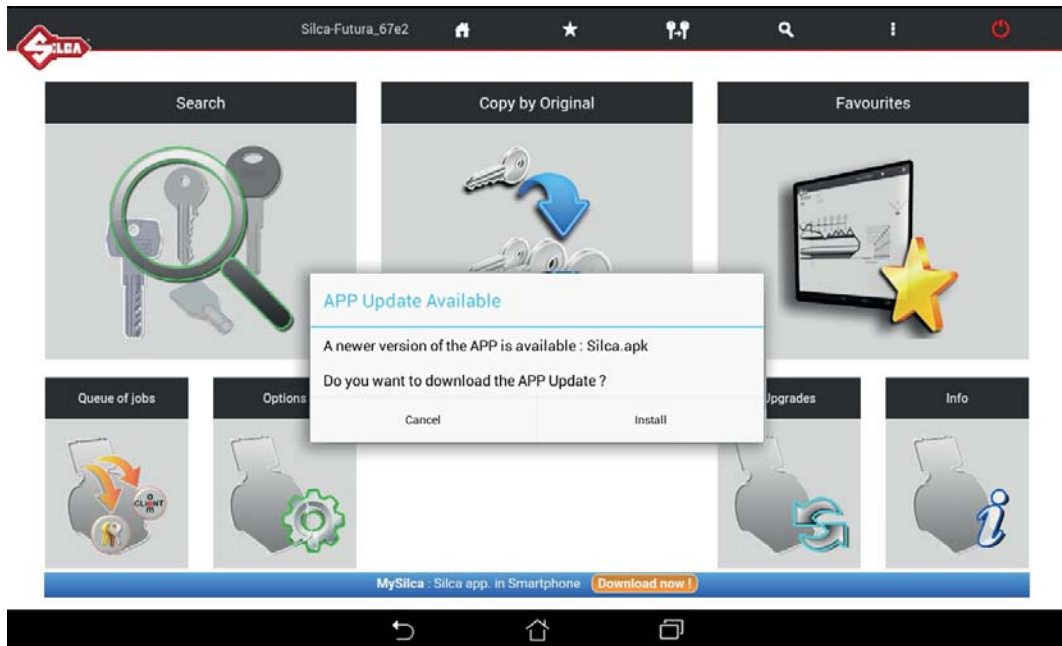 SILCA
Silca-Futura_67e2
Search
Copy by Original
Favourites
APP Update Available
A newer version of the APP is available : Silca.apk
Do you want to download the APP Update ?
Cancel
Install
Queue of jobs
Options
Upgrades
Info
CLIENT
MySilca : Silca app. in Smartphone Download now !